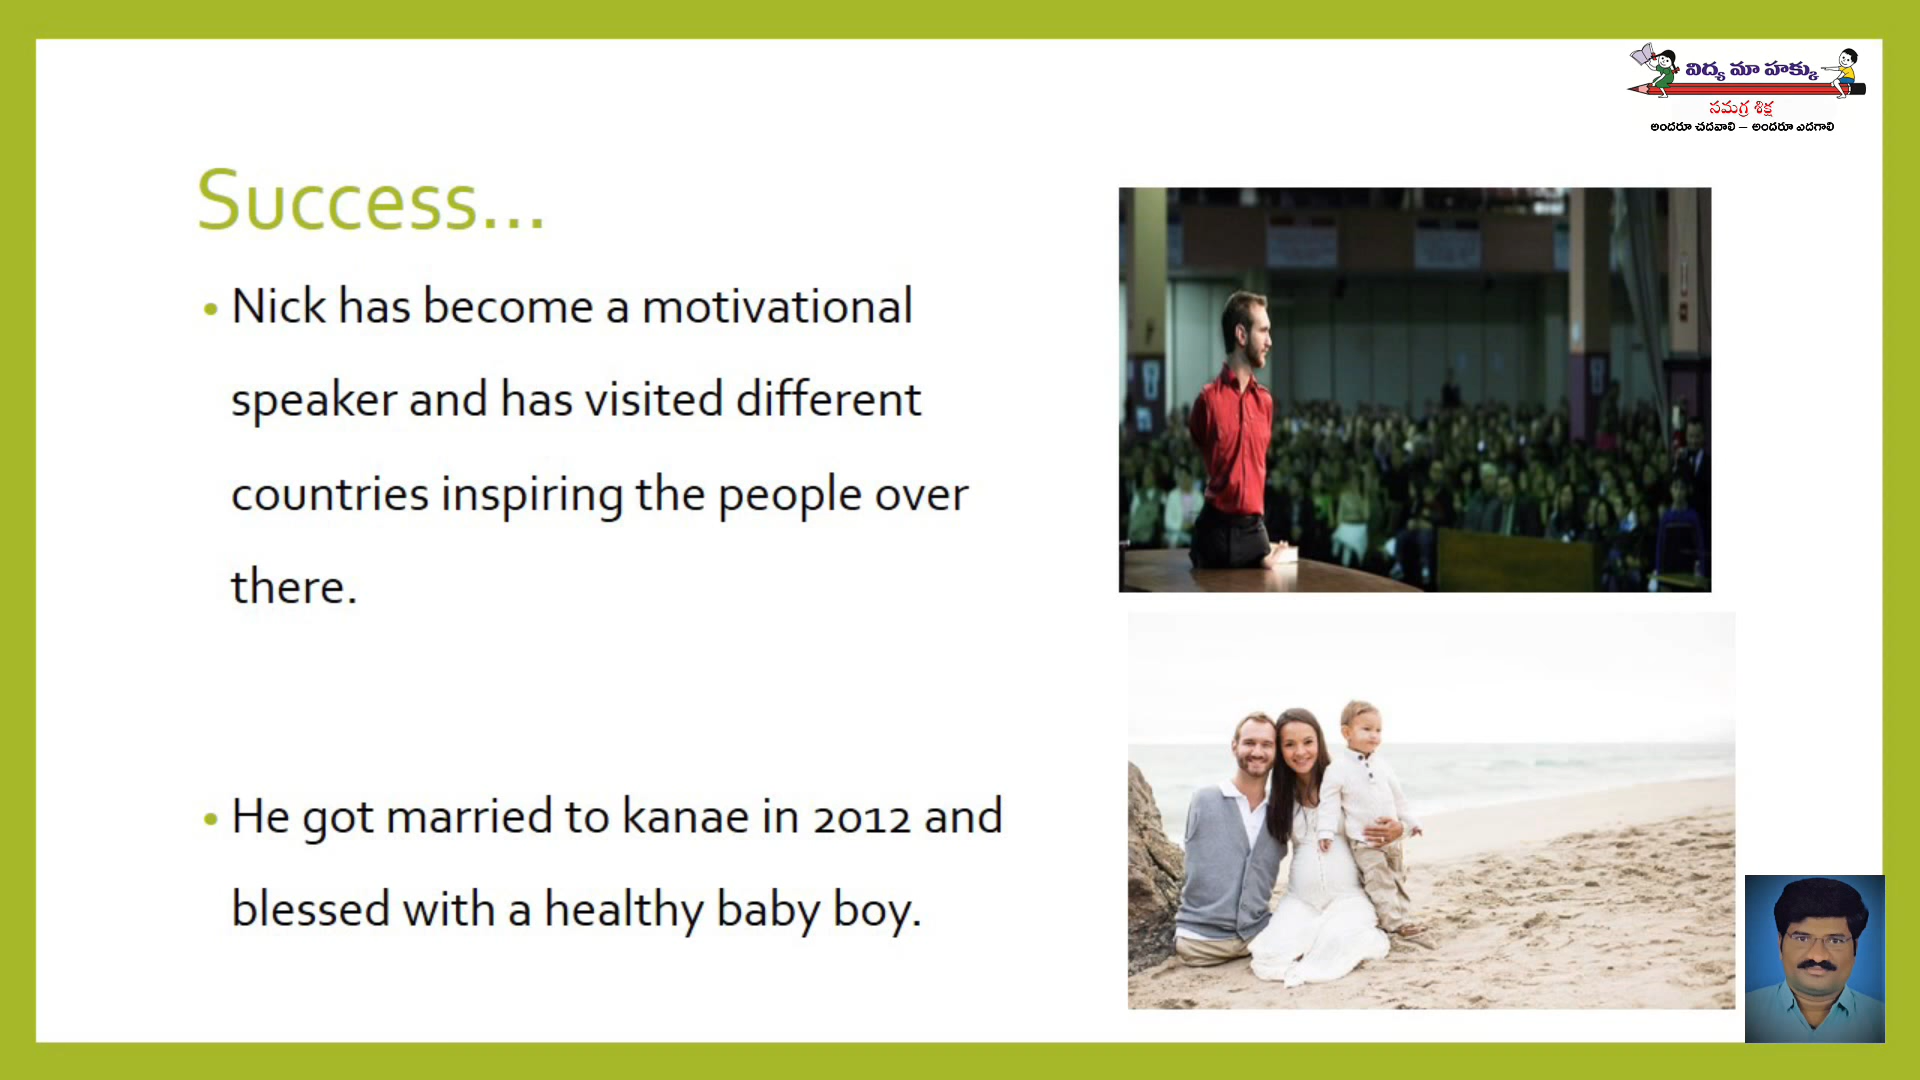 విద్య మా హక్కు
సమగ్ర శిక్ష
అందరూ చదవాలి – అందరూ ఎదగాలి
Success...
• Nick has become a motivational
speaker and has visited different
countries inspiring the people over
there.
• He got married to kanae in 2012 and
blessed with a healthy baby boy.